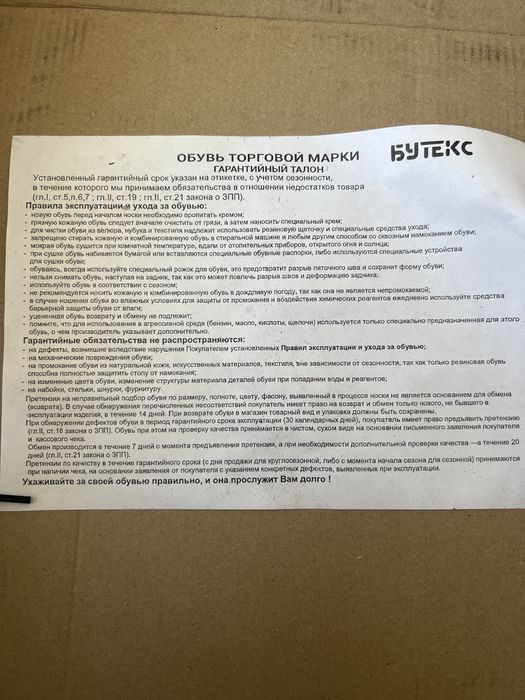 БУТЕКС
ОБУВЬ ТОРГОВОЙ МАРКИ
ГАРАНТИЙНЫЙ ТАЛОН
Установленный гарантийный срок указан на этикетке, с учетом сезонности,
в течение которого мы принимаем обязательства в отношении недостатков товара
(гл.I, ст.5,п.6,7 ; гл.II, ст.19 ; гл.II, ст.21 закона о ЗПП).
Правила эксплуатации и ухода за обувью:
- новую обувь перед началом носки необходимо пропитать кремом;
- грязную кожаную обувь следует вначале очистить от грязи, а затем наносить специальный крем;
- для чистки обуви из велюра, нубука и текстиля надлежит использовать резиновую щеточку и специальные средства ухода;
- запрещено стирать кожаную и комбинированную обувь в стиральной машине и любым другим способом со сквозным намоканием обуви;
- мокрая обувь сушится при комнатной температуре, вдали от отопительных приборов, открытого огня и солнца;
- при сушке обувь набивается бумагой или вставляются специальные обувные распорки, либо используются специальные устройства
для сушки обуви;
- обуваясь, всегда используйте специальный рожок для обуви, это предотвратит разрыв пяточного шва и сохранит форму обуви;
- нельзя снимать обувь, наступая на задник, так как это может повлечь разрыв швов и деформацию задника;
- используйте обувь в соответствии с сезоном;
- не рекомендуется носить кожаную и комбинированную обувь в дождливую погоду, так как она не является непромокаемой;
- в случае ношения обуви во влажных условиях для защиты от промокания и воздействия химических реагентов ежедневно используйте средства
барьерной защиты обуви от влаги;
- уцененная обувь возврату и обмену не подлежит;
- помните, что для использования в агрессивной среде (бензин, масло, кислоты, щелочи) используется только специально предназначенная для этого
обувь, о чем производитель указывает дополнительно.
Гарантийные обязательства не распространяются:
- на дефекты, возникшие вследствие нарушения Покупателем установленных Правил эксплуатации и ухода за обувью;
- на механические повреждения обуви;
- на промокание обуви из натуральной кожи, искусственных материалов, текстиля, вне зависимости от сезонности, так как только резиновая обувь
способна полностью защитить стопу от намокания;
- на изменение цвета обуви, изменение структуры материала деталей обуви при попадании воды и реагентов;
- на набойки, стельки, шнурки, фурнитуру.
Претензия на неправильный подбор обуви по размеру, полноте, цвету, фасону, выявленный в процессе носки не является основанием для обмена
(возврата). В случае обнаружения перечисленных несоответствий покупатель имеет право на возврат и обмен только нового, не бывшего в
эксплуатации изделия, в течение 14 дней. При возврате обуви в магазин товарный вид и упаковка должны быть сохранены.
При обнаружении дефектов обуви в период гарантийного срока эксплуатации (30 календарных дней), покупатель имеет право предъявить претензию
(гл.II, ст.18 закона о ЗПП). Обувь при этом на проверку качества принимается в чистом, сухом виде на основании письменного заявления покупателя
и кассового чека.
Обмен производится в течение 7 дней с момента предъявления претензии, а при необходимости дополнительной проверки качества —в течение 20
дней (гл.II, ст.21 закона о ЗПП).
Претензии по качеству в течение гарантийного срока (с дня продажи для круглосезонной, либо с момента начала сезона для сезонной) принимаются
при наличии чека, на основании заявления от покупателя с указанием конкретных дефектов, выявленных при эксплуатации.
Ухаживайте за своей обувью правильно, и она прослужит Вам долго !